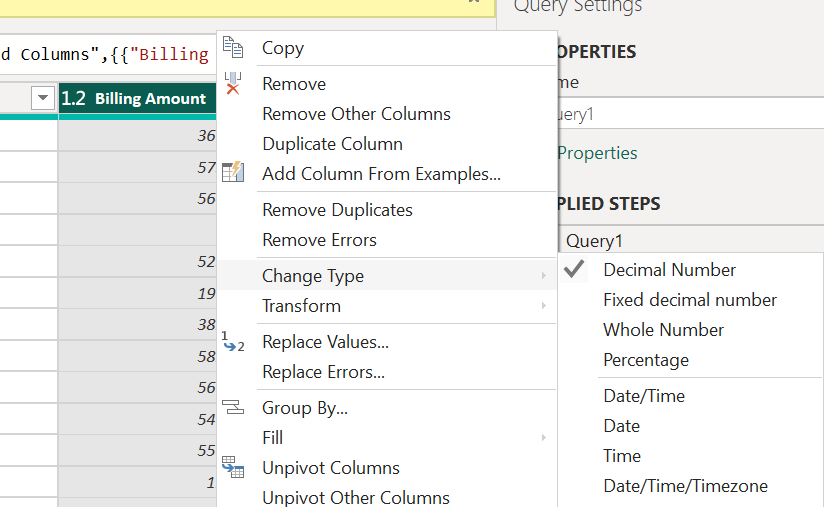 Query Settings
d Columns",{{"Billing
1.2 Billing Amount
36
57
56
52
19
38
58
56
54
55
1
Copy
Remove
Remove Other Columns
Duplicate Column
Add Column From Examples...
Remove Duplicates
Remove Errors
Change Type
Transform
1
2
Replace Values...
Replace Errors...
Group By...
Fill
Unpivot Columns
Unpivot Other Columns
OPERTIES
me
uery1
Properties
PLIED STEPS
Query1
Decimal Number
Fixed decimal number
Whole Number
Percentage
Date/Time
Date
Time
Date/Time/Timezone